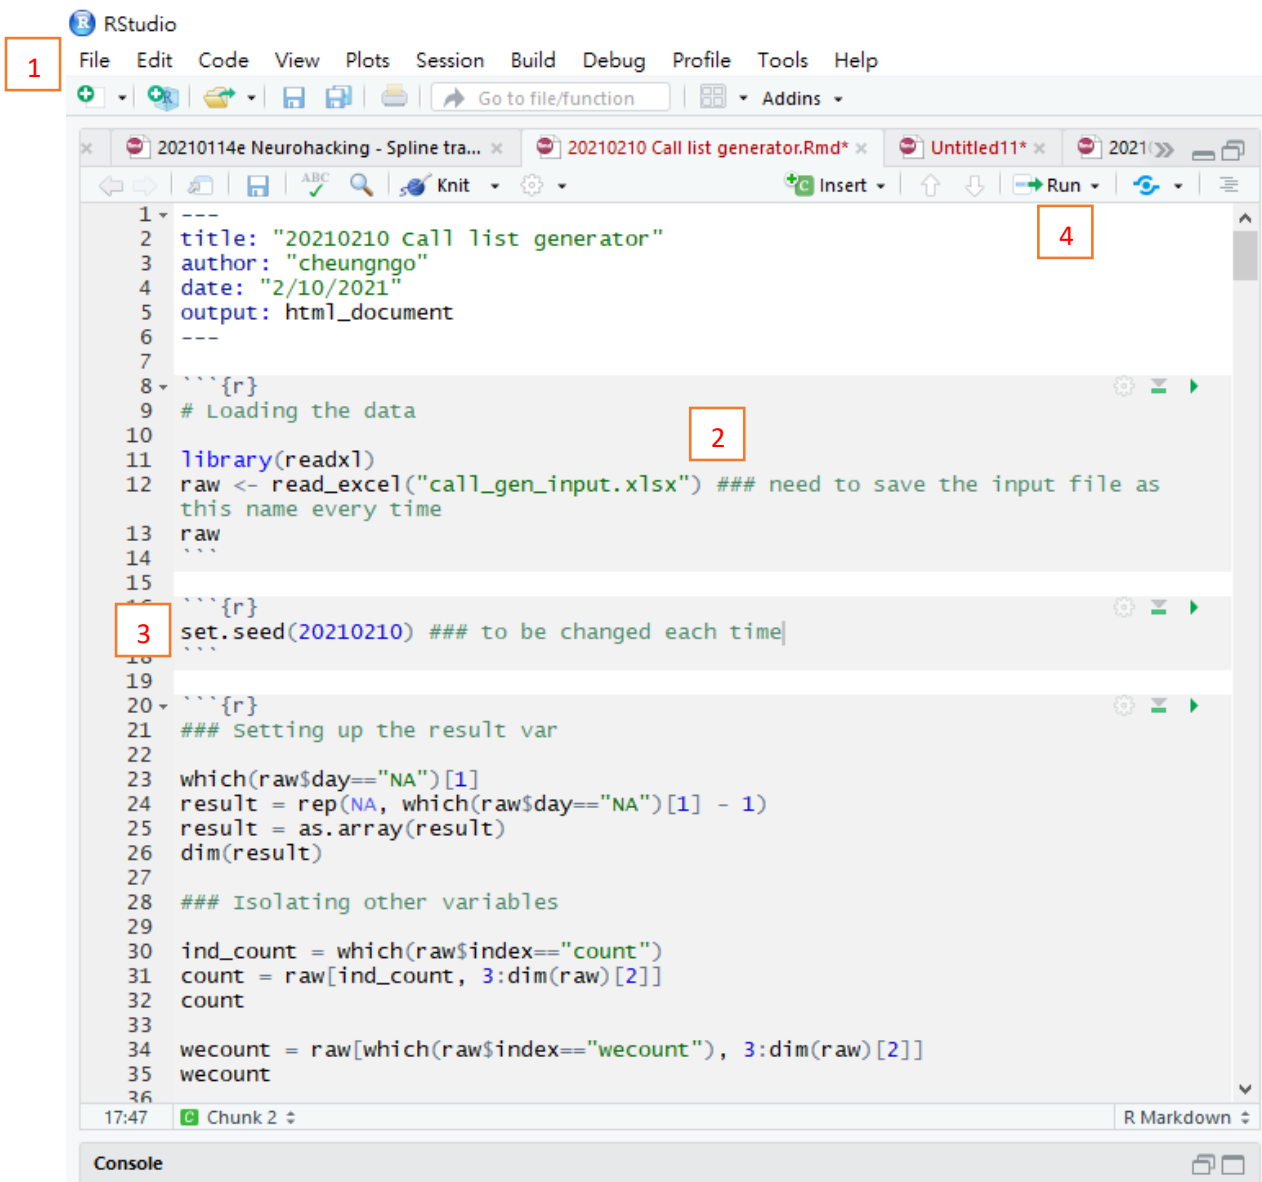 RStudio
1
File Edit Code View Plots Session Build Debug Profile Tools Help
Go to file/function Addins
20210114e Neurohacking - Spline tra... 20210210 Call list generator.Rmd* Untitled11* 2021
ABC Knit Insert Run
4
1 ---
2 title: "20210210 Call list generator"
3 author: "cheungngo"
4 date: "2/10/2021"
5 output: html_document
6 ---
7
8 ```{r}
9 # Loading the data
10
2
11 library(readxl)
12 raw <- read_excel("call_gen_input.xlsx") ### need to save the input file as
this name every time
13 raw
14 ```
15
```{r}
3
set.seed(20210210) ### to be changed each time
18 ```
19
20 ```{r}
21 ### Setting up the result var
22
23 which(raw$day=="NA")[1]
24 result = rep(NA, which(raw$day=="NA")[1] - 1)
25 result = as.array(result)
26 dim(result)
27
28 ### Isolating other variables
29
30 ind_count = which(raw$index=="count")
31 count = raw[ind_count, 3:dim(raw)[2]]
32 count
33
34 wecount = raw[which(raw$index=="wecount"), 3:dim(raw)[2]]
35 wecount
36
17:47 C Chunk 2 R Markdown
Console